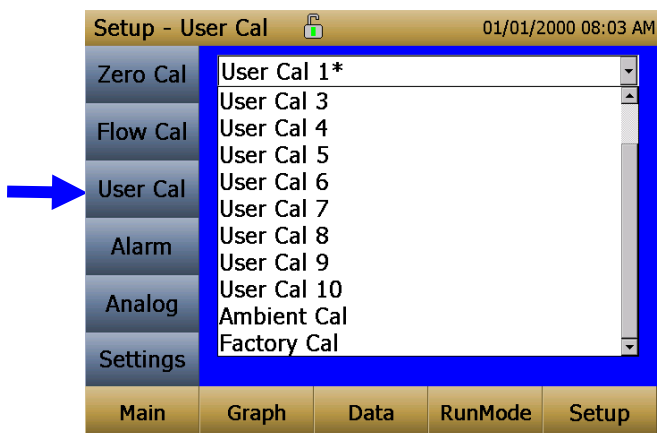 Setup - User Cal 01/01/2000 08:03 AM
Zero Cal
Flow Cal
User Cal
Alarm
Analog
Settings
User Cal 1*
User Cal 3
User Cal 4
User Cal 5
User Cal 6
User Cal 7
User Cal 8
User Cal 9
User Cal 10
Ambient Cal
Factory Cal
Main Graph Data RunMode Setup